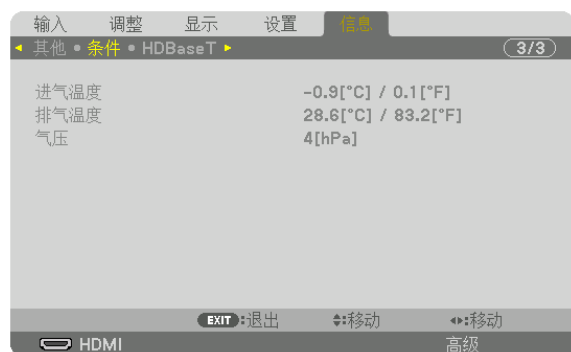 输入 调整 显示 设置 信息
其他 • 条件 • HDBaseT 3/3
进气温度 -0.9[°C] / 0.1[°F]
排气温度 28.6[°C] / 83.2[°F]
气压 4[hPa]
EXIT:退出 :移动 :移动
HDMI 高级